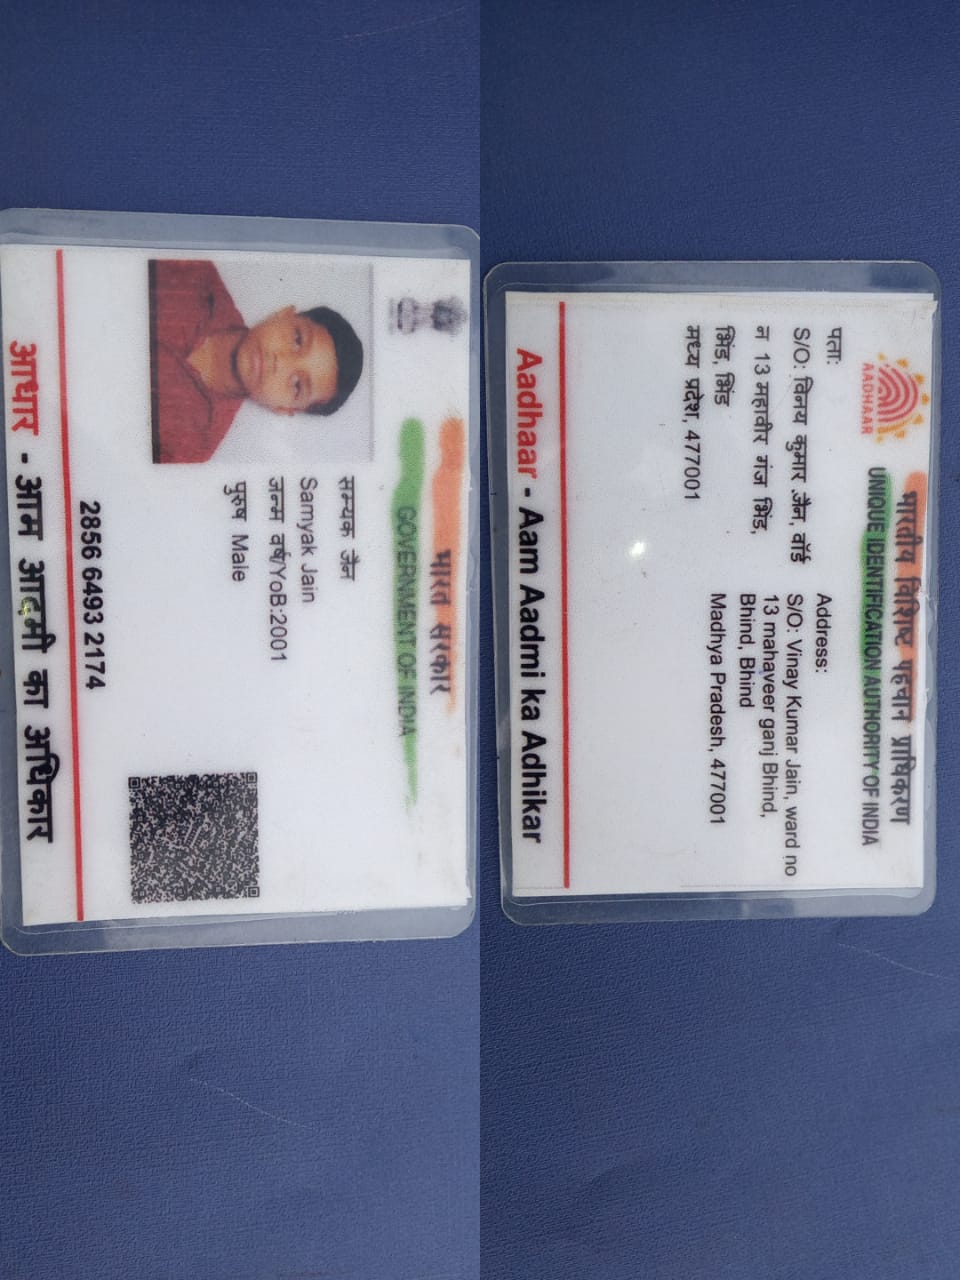 भारत सरकार
GOVERNMENT OF INDIA
सम्यक जैन
Samyak Jain
जन्म वर्ष/YoB:2001
पुरुष Male
2856 6493 2174
आधार - आम आदमी का अधिकार
भारतीय विशिष्ट पहचान प्राधिकरण
UNIQUE IDENTIFICATION AUTHORITY OF INDIA
AADHAAR
पता:
S/O: विनय कुमार जैन, वॉर्ड
न 13 महावीर गंज भिंड,
भिंड, भिंड
मध्य प्रदेश, 477001
Address:
S/O: Vinay Kumar Jain, ward no
13 mahaveer ganj Bhind,
Bhind, Bhind
Madhya Pradesh, 477001
Aadhaar - Aam Aadmi ka Adhikar